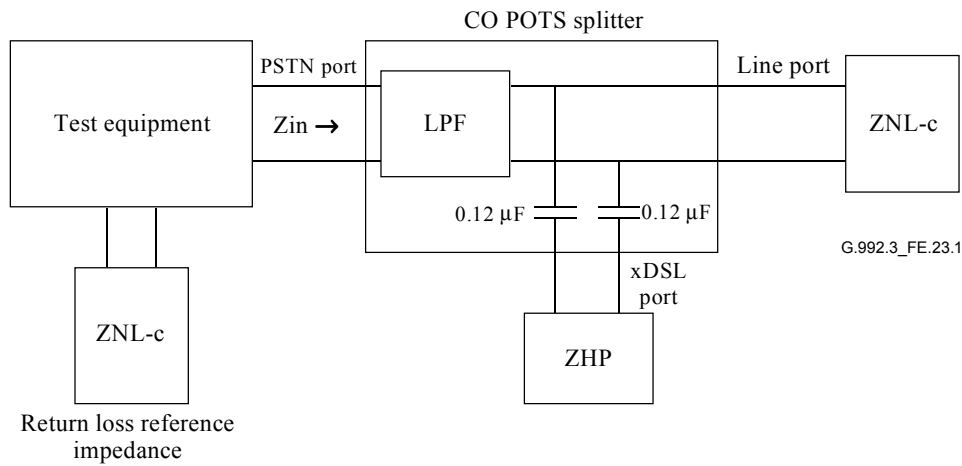 CO POTS splitter
PSTN port
Line port
Test equipment
Zin →
LPF
ZNL-c
0.12 µF
0.12 µF
G.992.3_FE.23.1
xDSL
port
ZNL-c
ZHP
Return loss reference
impedance